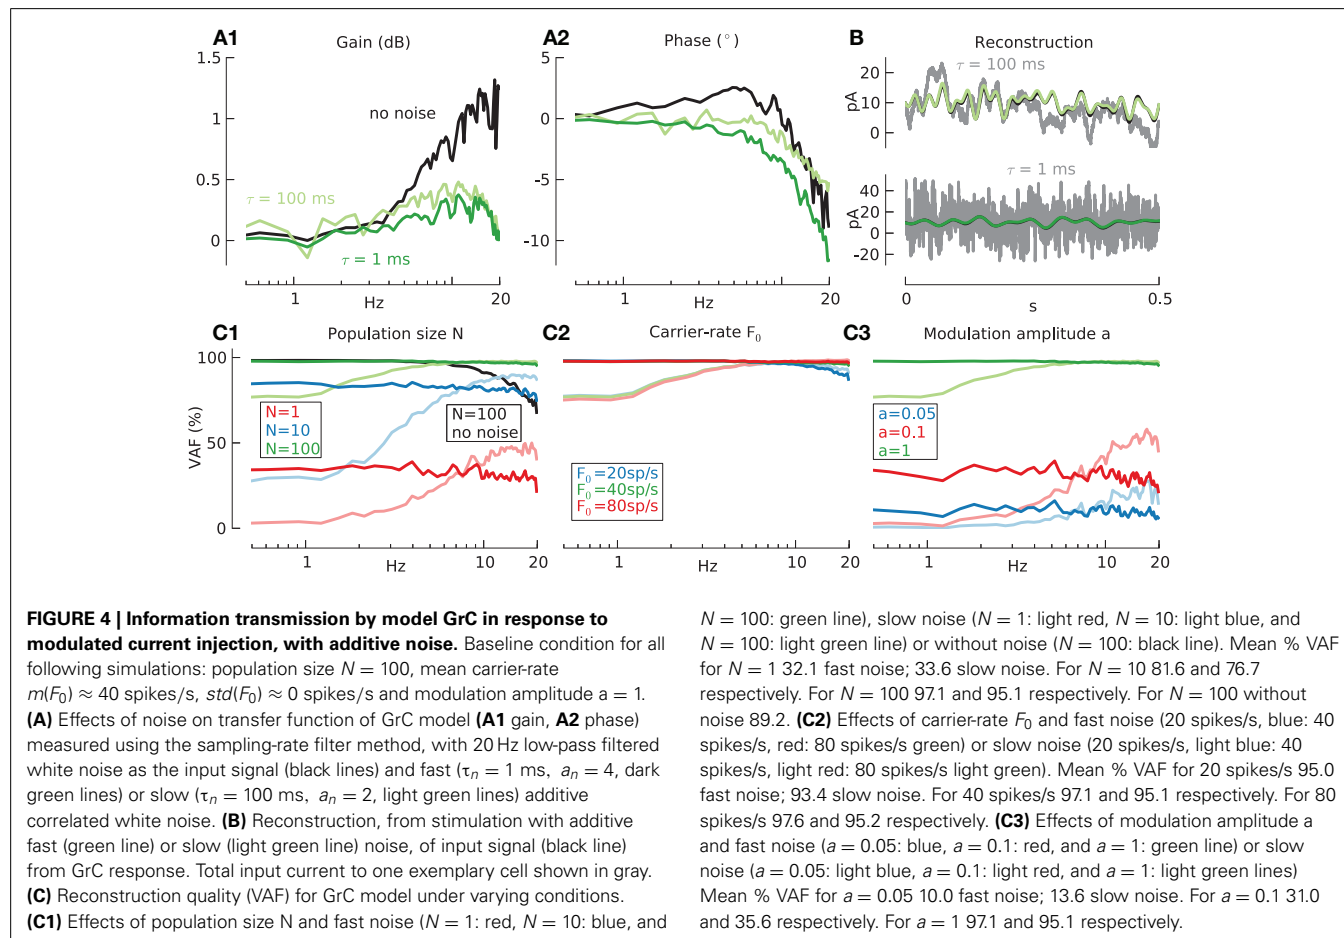 A1
Gain (dB)
1.5
1
0.5
0
no noise
τ = 100 ms
τ = 1 ms
1
Hz
20
A2
Phase (°)
5
0
-5
-10
1
Hz
20
B
Reconstruction
τ = 100 ms
20
10
0
pA
τ = 1 ms
40
20
0
-20
pA
0
s
0.5
C1
Population size N
100
50
0
VAF (%)
N=1
N=10
N=100
N=100
no noise
1
Hz
10
20
C2
Carrier-rate F₀
F₀=20sp/s
F₀=40sp/s
F₀=80sp/s
1
Hz
10
20
C3
Modulation amplitude a
a=0.05
a=0.1
a=1
1
Hz
10
20
FIGURE 4 | Information transmission by model GrC in response to
modulated current injection, with additive noise. Baseline condition for all
following simulations: population size N = 100, mean carrier-rate
m(F₀) ≈ 40 spikes/s, std(F₀) ≈ 0 spikes/s and modulation amplitude a = 1.
(A) Effects of noise on transfer function of GrC model (A1 gain, A2 phase)
measured using the sampling-rate filter method, with 20 Hz low-pass filtered
white noise as the input signal (black lines) and fast (τₙ = 1 ms, aₙ = 4, dark
green lines) or slow (τₙ = 100 ms, aₙ = 2, light green lines) additive
correlated white noise. (B) Reconstruction, from stimulation with additive
fast (green line) or slow (light green line) noise, of input signal (black line)
from GrC response. Total input current to one exemplary cell shown in gray.
(C) Reconstruction quality (VAF) for GrC model under varying conditions.
(C1) Effects of population size N and fast noise (N = 1: red, N = 10: blue, and
N = 100: green line), slow noise (N = 1: light red, N = 10: light blue, and
N = 100: light green line) or without noise (N = 100: black line). Mean % VAF
for N = 1 32.1 fast noise; 33.6 slow noise. For N = 10 81.6 and 76.7
respectively. For N = 100 97.1 and 95.1 respectively. For N = 100 without
noise 89.2. (C2) Effects of carrier-rate F₀ and fast noise (20 spikes/s, blue: 40
spikes/s, red: 80 spikes/s green) or slow noise (20 spikes/s, light blue: 40
spikes/s, light red: 80 spikes/s light green). Mean % VAF for 20 spikes/s 95.0
fast noise; 93.4 slow noise. For 40 spikes/s 97.1 and 95.1 respectively. For 80
spikes/s 97.6 and 95.2 respectively. (C3) Effects of modulation amplitude a
and fast noise (a = 0.05: blue, a = 0.1: red, and a = 1: green line) or slow
noise (a = 0.05: light blue, a = 0.1: light red, and a = 1: light green lines)
Mean % VAF for a = 0.05 10.0 fast noise; 13.6 slow noise. For a = 0.1 31.0
and 35.6 respectively. For a = 1 97.1 and 95.1 respectively.